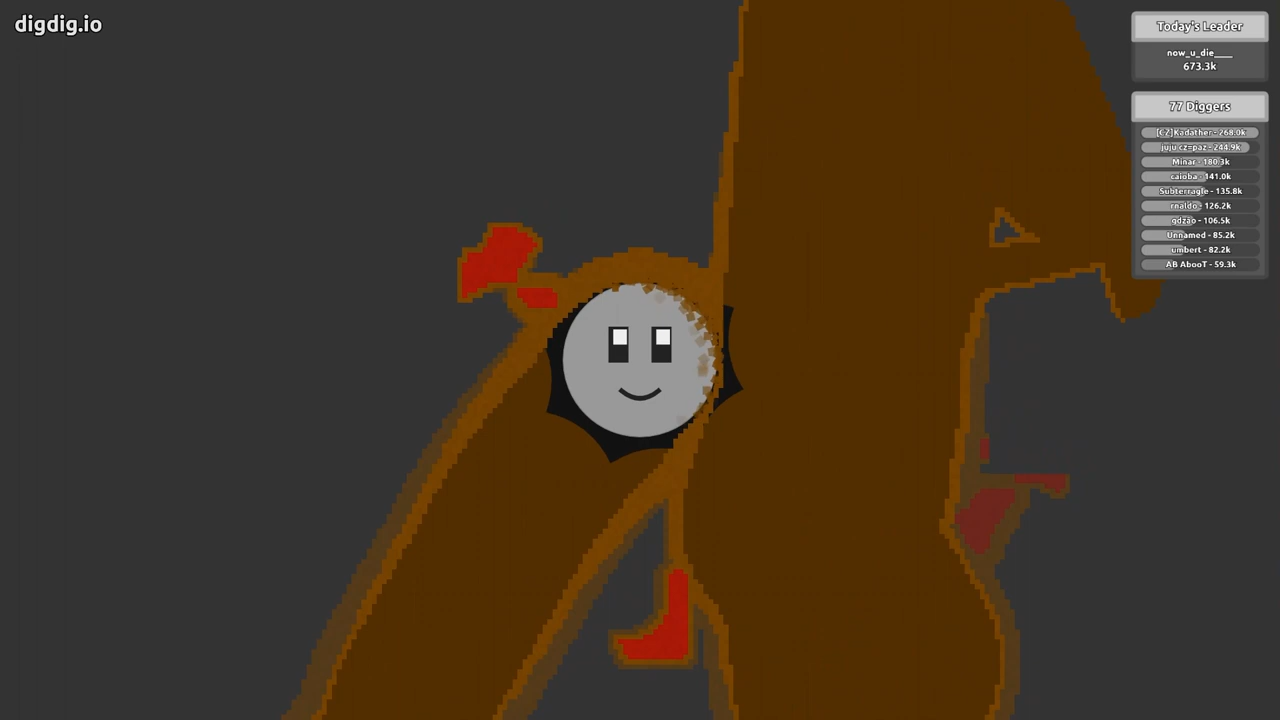 digdig.io
Today's Leader
now_u_die___
673.3k
77 Diggers
[CZ]Kadather - 268.0k
juju cz=paz - 244.9k
Minar - 180.3k
caioba - 141.0k
Subterragle - 135.8k
rnaldo - 126.2k
gdzao - 106.5k
Unnamed - 85.2k
umbert - 82.2k
AB AbooT - 59.3k